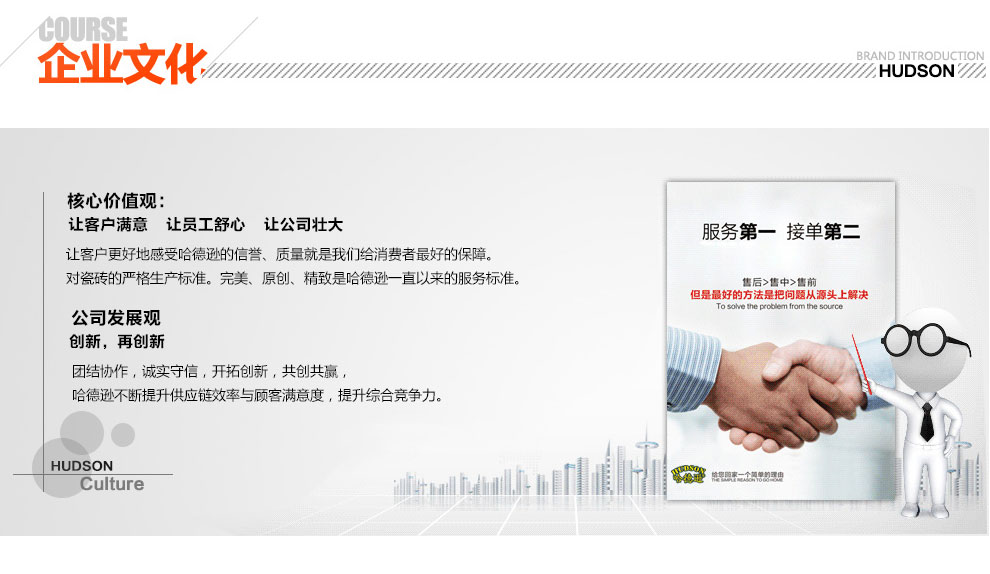 COURSE
企业文化
BRAND INTRODUCTION
HUDSON
核心价值观：
让客户满意 让员工舒心 让公司壮大
让客户更好地感受哈德逊的信誉、质量就是我们给消费者最好的保障。
对瓷砖的严格生产标准。完美、原创、精致是哈德逊一直以来的服务标准。
公司发展观
创新，再创新
团结协作，诚实守信，开拓创新，共创共赢，
哈德逊不断提升供应链效率与顾客满意度，提升综合竞争力。
HUDSON
Culture
服务第一 接单第二
售后>售中>售前
但是最好的方法是把问题从源头上解决
To solve the problem from the source
HUDSON
哈德逊
给您回家一个简单的理由
THE SIMPLE REASON TO GO HOME